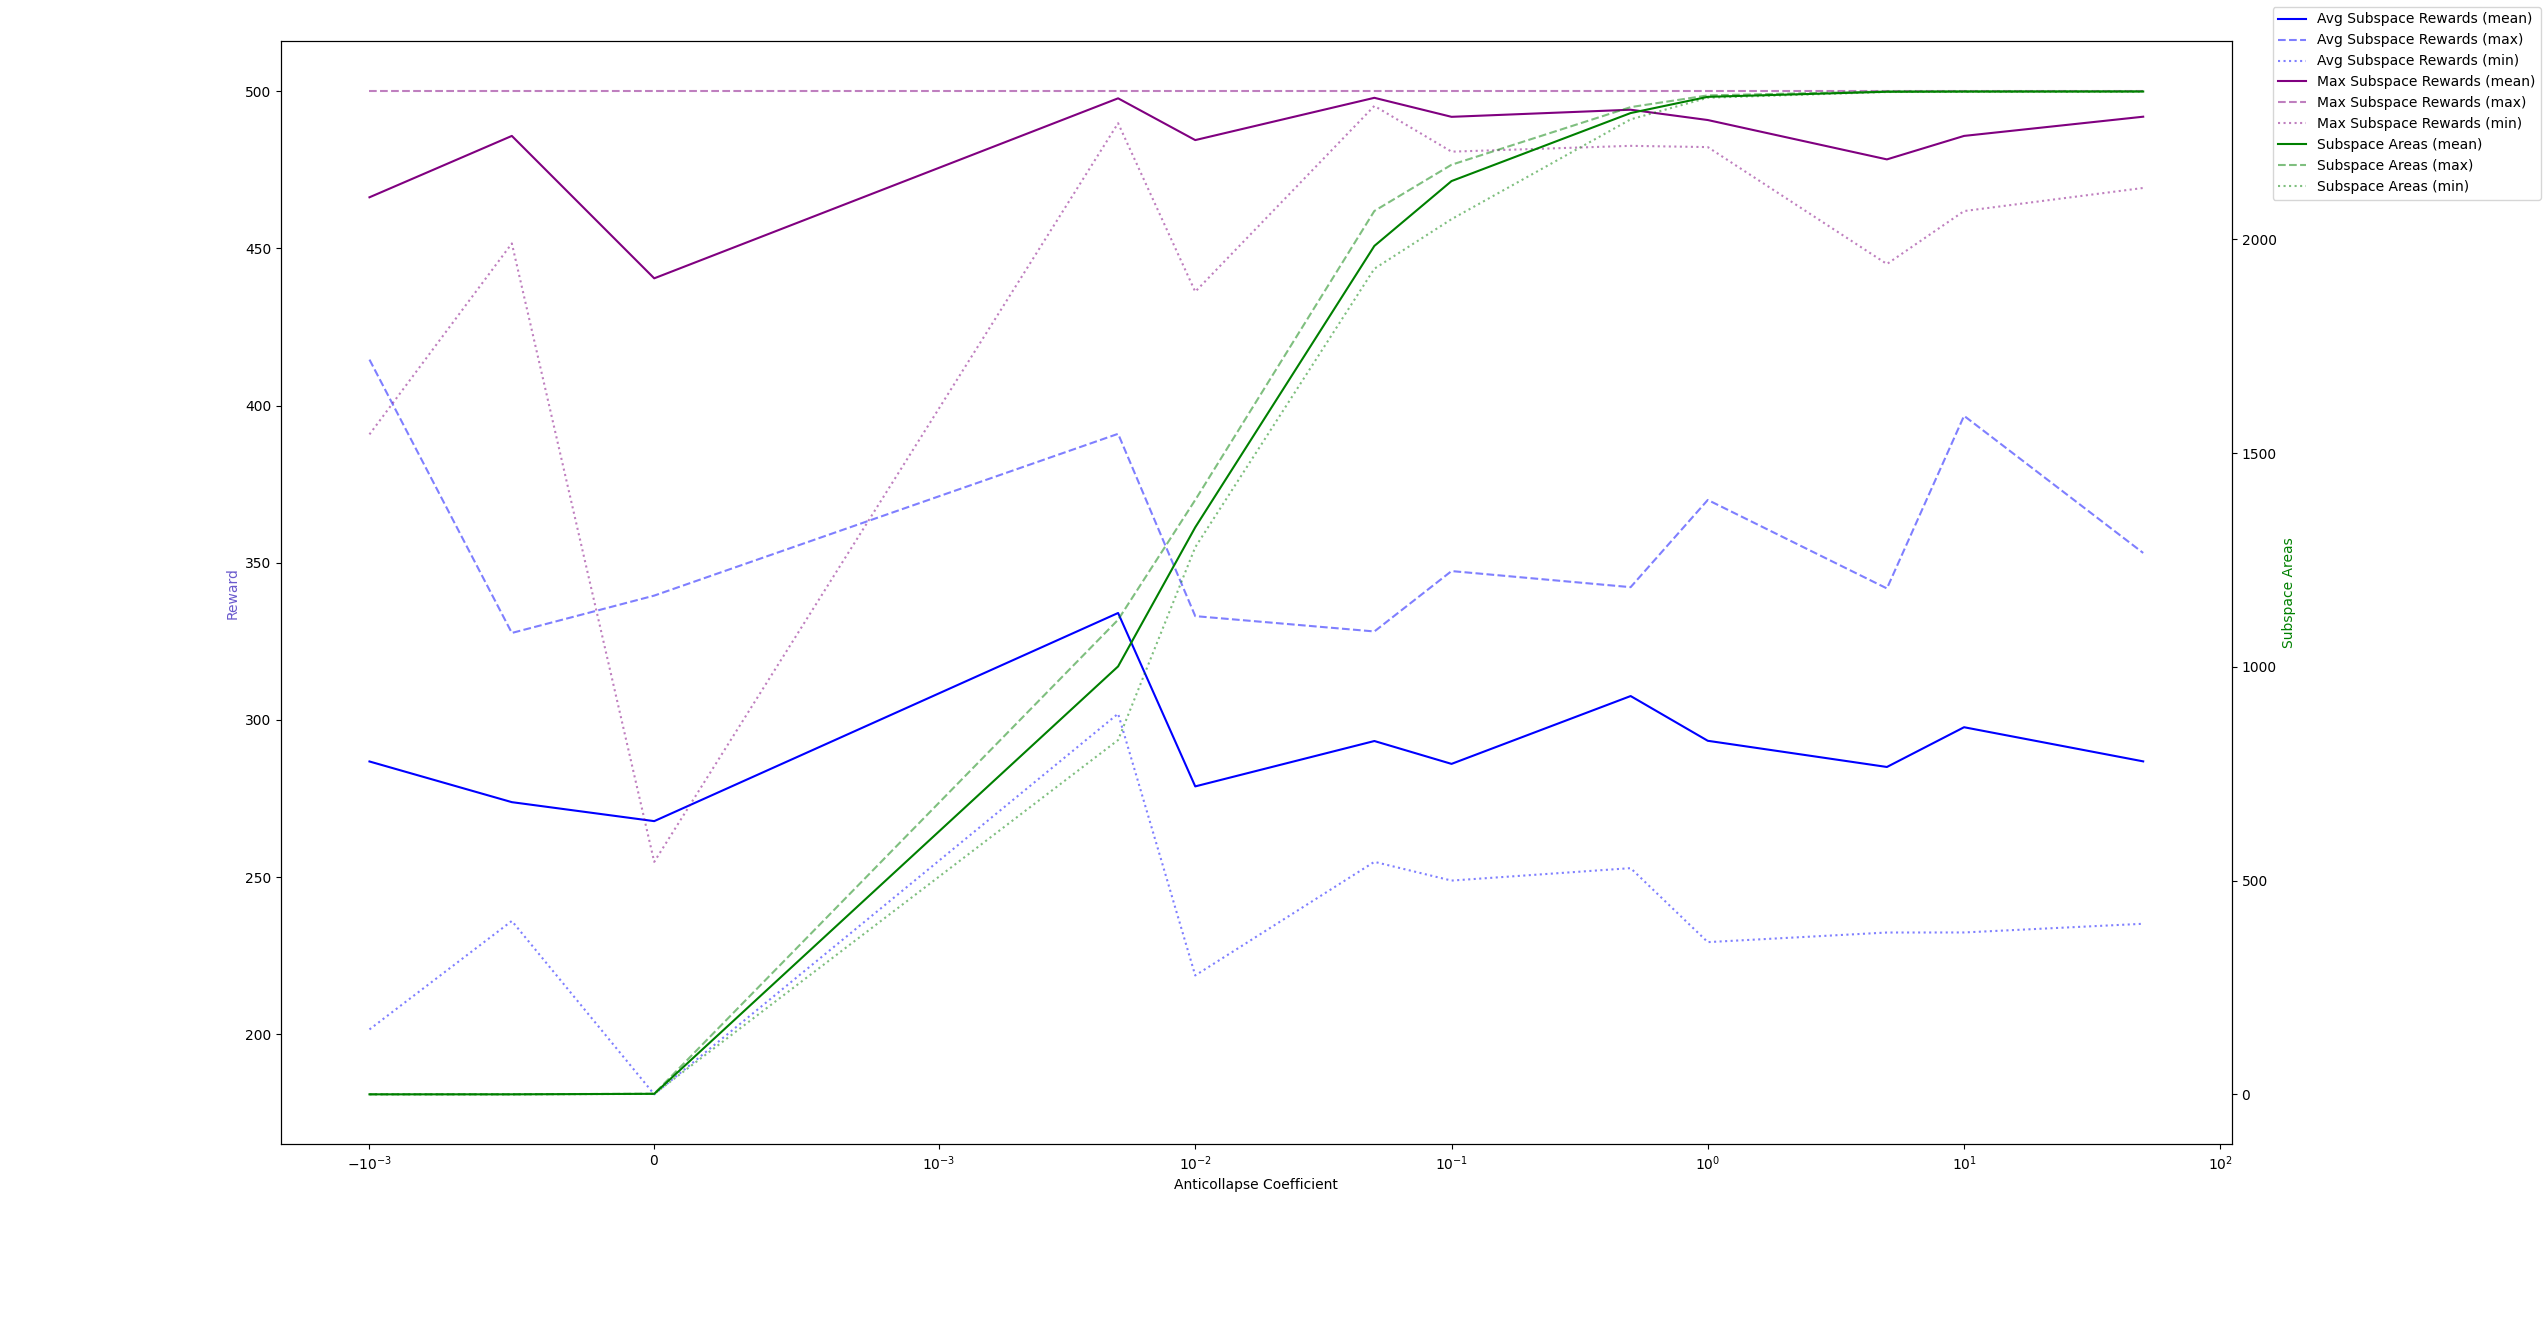 Avg Subspace Rewards (mean)
Avg Subspace Rewards (max)
Avg Subspace Rewards (min)
Max Subspace Rewards (mean)
Max Subspace Rewards (max)
Max Subspace Rewards (min)
Subspace Areas (mean)
Subspace Areas (max)
Subspace Areas (min)
500
450
400
350
300
250
200
Reward
2000
1500
1000
500
0
Subspace Areas
−10⁻³ 0 10⁻³ 10⁻² 10⁻¹ 10⁰ 10¹ 10²
Anticollapse Coefficient